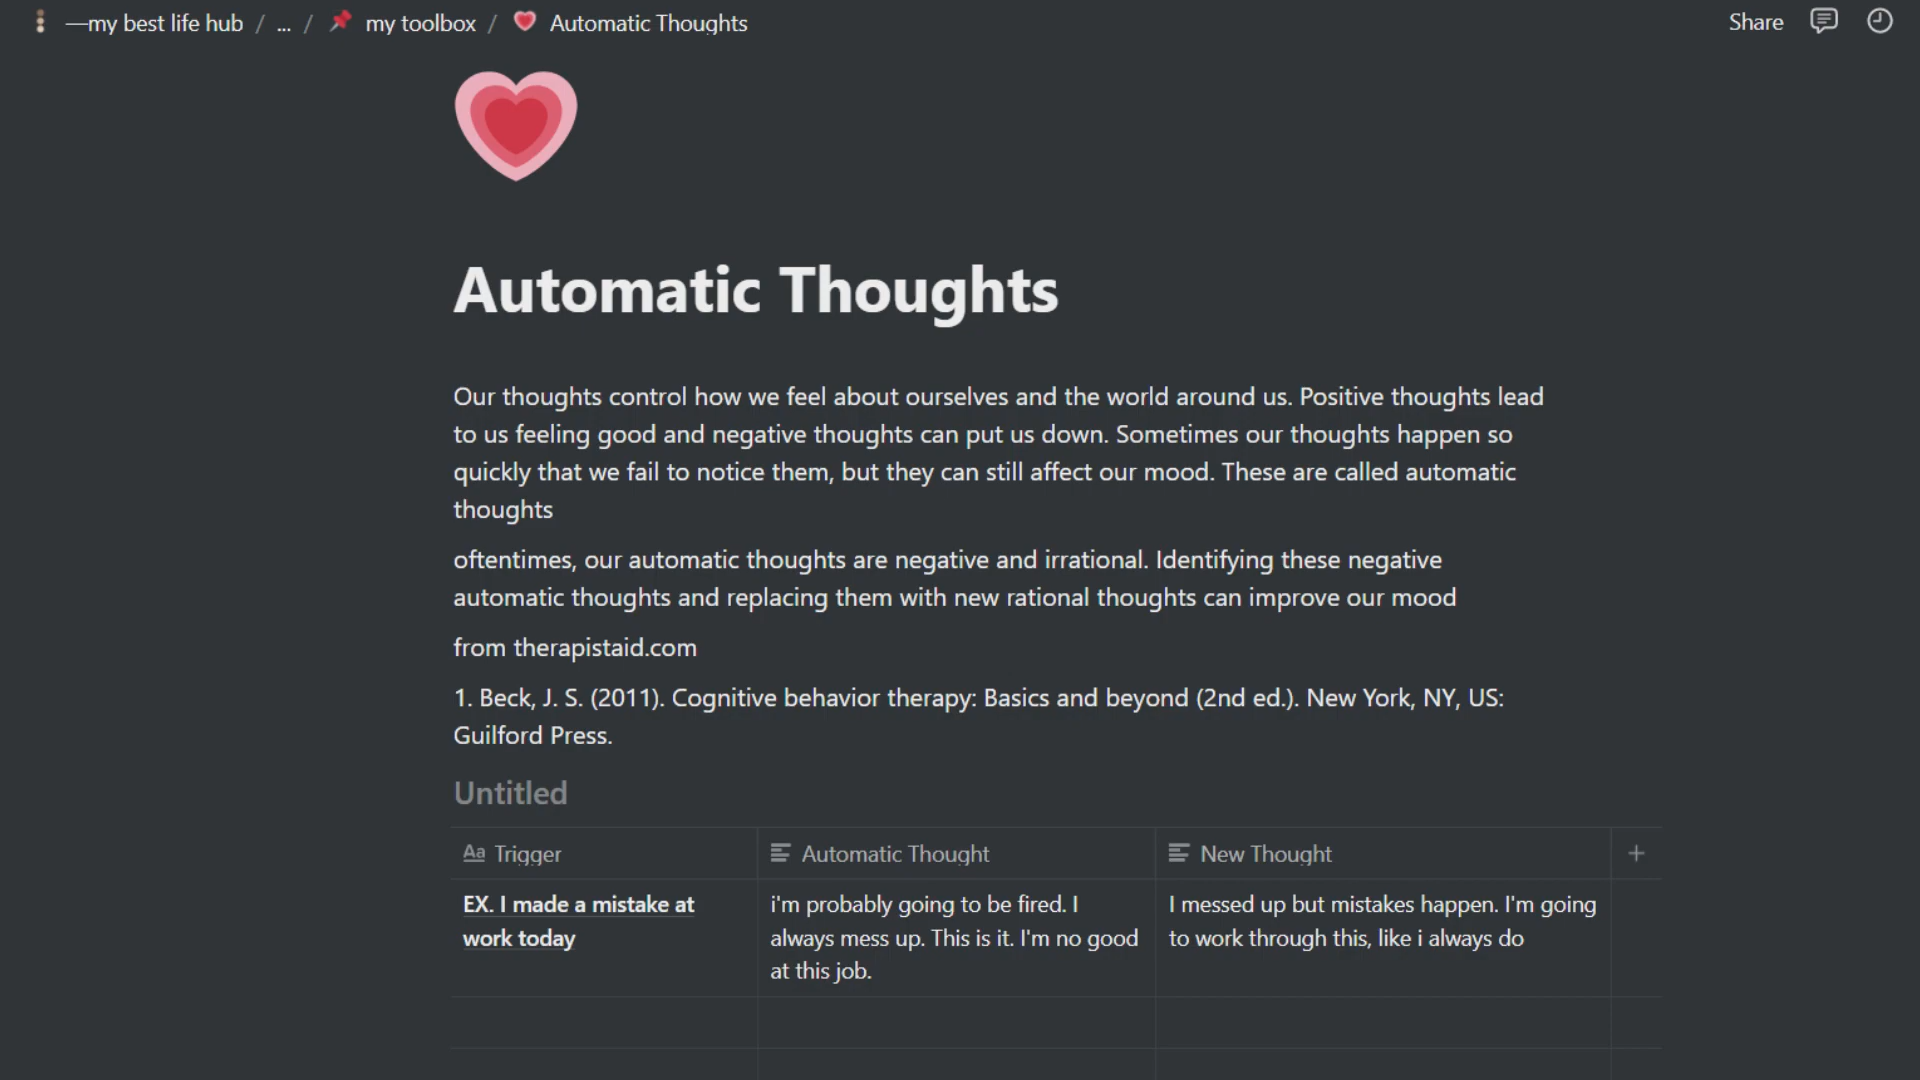 —my best life hub / ... / my toolbox / Automatic Thoughts
Share
Automatic Thoughts
Our thoughts control how we feel about ourselves and the world around us. Positive thoughts lead
to us feeling good and negative thoughts can put us down. Sometimes our thoughts happen so
quickly that we fail to notice them, but they can still affect our mood. These are called automatic
thoughts
oftentimes, our automatic thoughts are negative and irrational. Identifying these negative
automatic thoughts and replacing them with new rational thoughts can improve our mood
from therapistaid.com
1. Beck, J. S. (2011). Cognitive behavior therapy: Basics and beyond (2nd ed.). New York, NY, US:
Guilford Press.
Untitled
Aa Trigger
Automatic Thought
New Thought
+
EX. I made a mistake at
work today
i'm probably going to be fired. I
always mess up. This is it. I'm no good
at this job.
I messed up but mistakes happen. I'm going
to work through this, like i always do